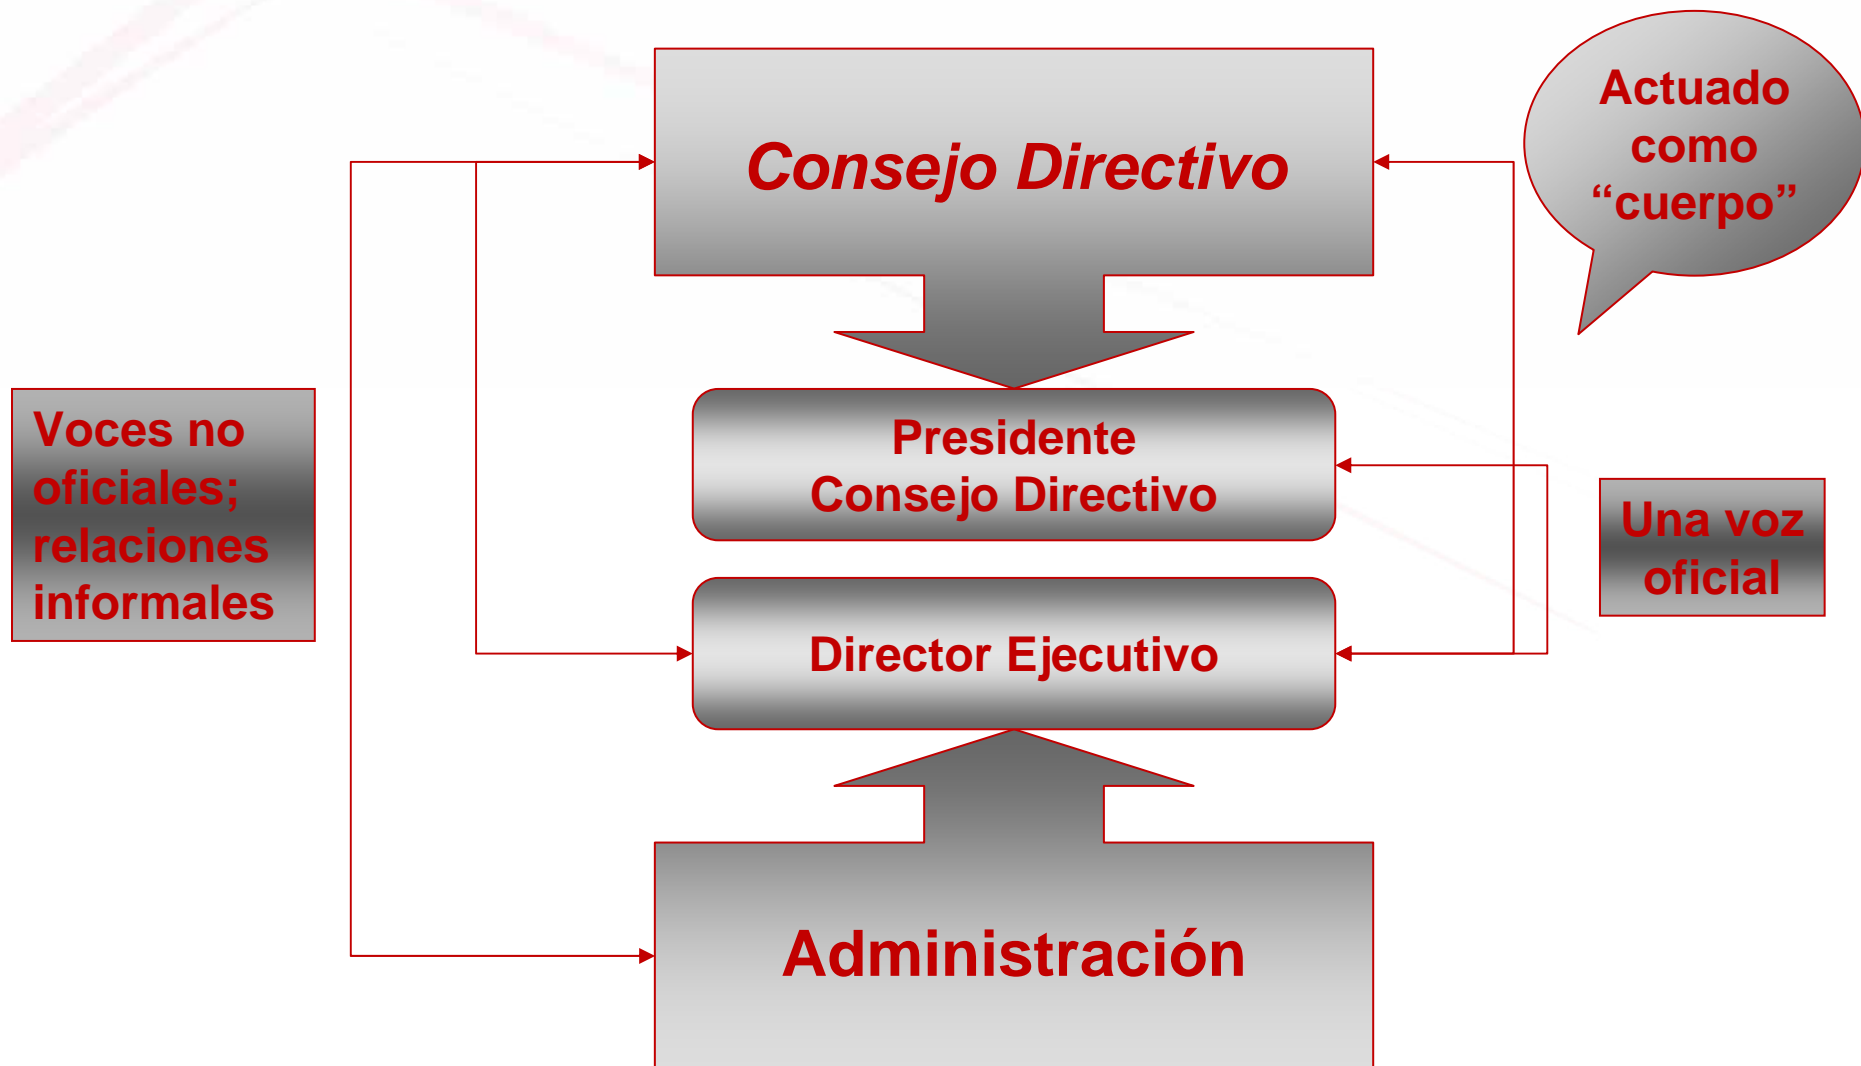 Consejo Directivo
Actuado
como
“cuerpo”
Voces no
oficiales;
relaciones
informales
Presidente
Consejo Directivo
Una voz
oficial
Director Ejecutivo
Administración